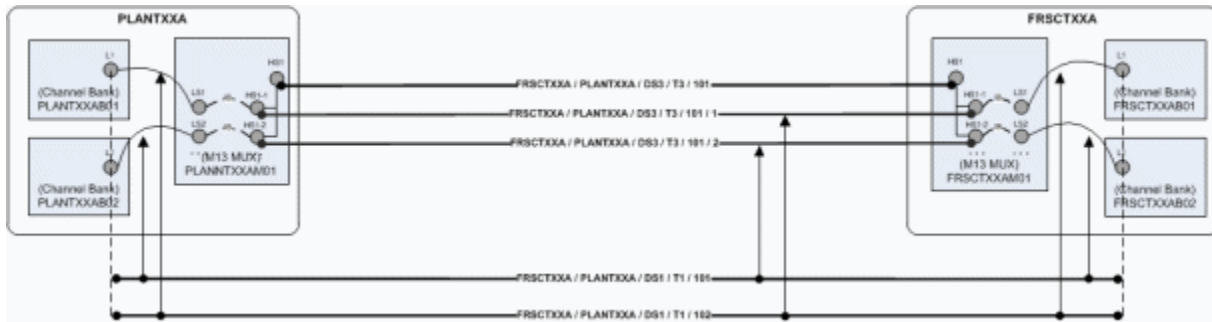 PLANTXXA
FRSCTXXA
L1
(Channel Bank)
PLANTXXAB01
HS1
LS1
HS1-1
LS2
HS1-2
L1
(Channel Bank)
PLANTXXAB02
(M13 MUX)
PLANNTXXAM01
FRSCTXXA / PLANTXXA / DS3 / T3 / 101
FRSCTXXA / PLANTXXA / DS3 / T3 / 101 / 1
FRSCTXXA / PLANTXXA / DS3 / T3 / 101 / 2
HS1
HS1-1
LS1
HS1-2
LS2
(M13 MUX)
FRSCTXXAM01
L1
(Channel Bank)
FRSCTXXAB01
L1
(Channel Bank)
FRSCTXXAB02
FRSCTXXA / PLANTXXA / DS1 / T1 / 101
FRSCTXXA / PLANTXXA / DS1 / T1 / 102